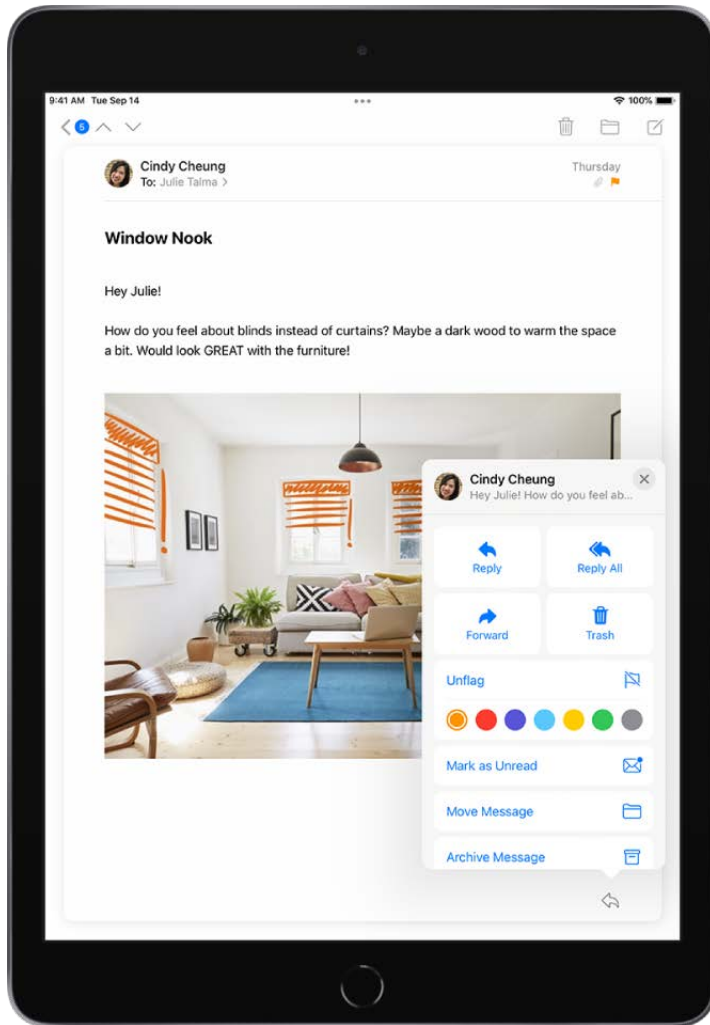 9:41 AM Tue Sep 14
100%
5
Cindy Cheung
Thursday
To: Julie Talma >
Window Nook
Hey Julie!
How do you feel about blinds instead of curtains? Maybe a dark wood to warm the space
a bit. Would look GREAT with the furniture!
Cindy Cheung
Hey Julie! How do you feel ab...
Reply
Reply All
Forward
Trash
Unflag
Mark as Unread
Move Message
Archive Message